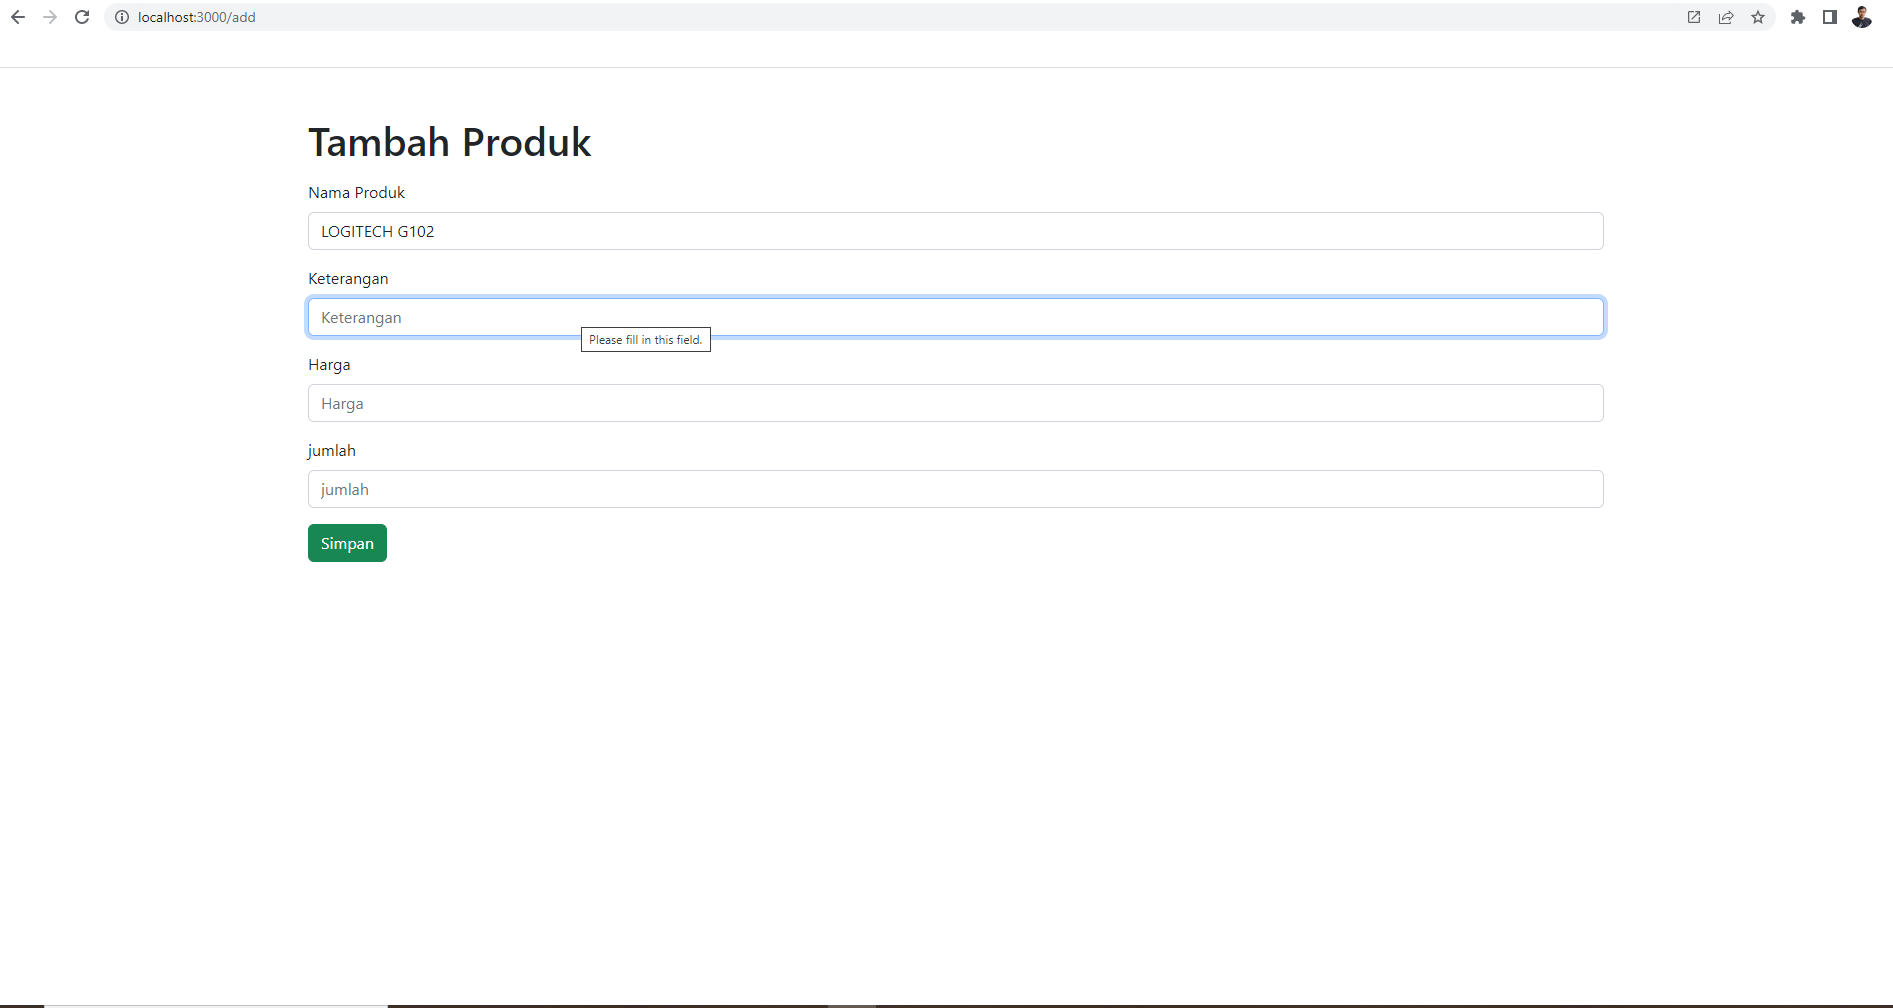 localhost:3000/add
Tambah Produk
Nama Produk
LOGITECH G102
Keterangan
Keterangan
Please fill in this field.
Harga
Harga
jumlah
jumlah
Simpan